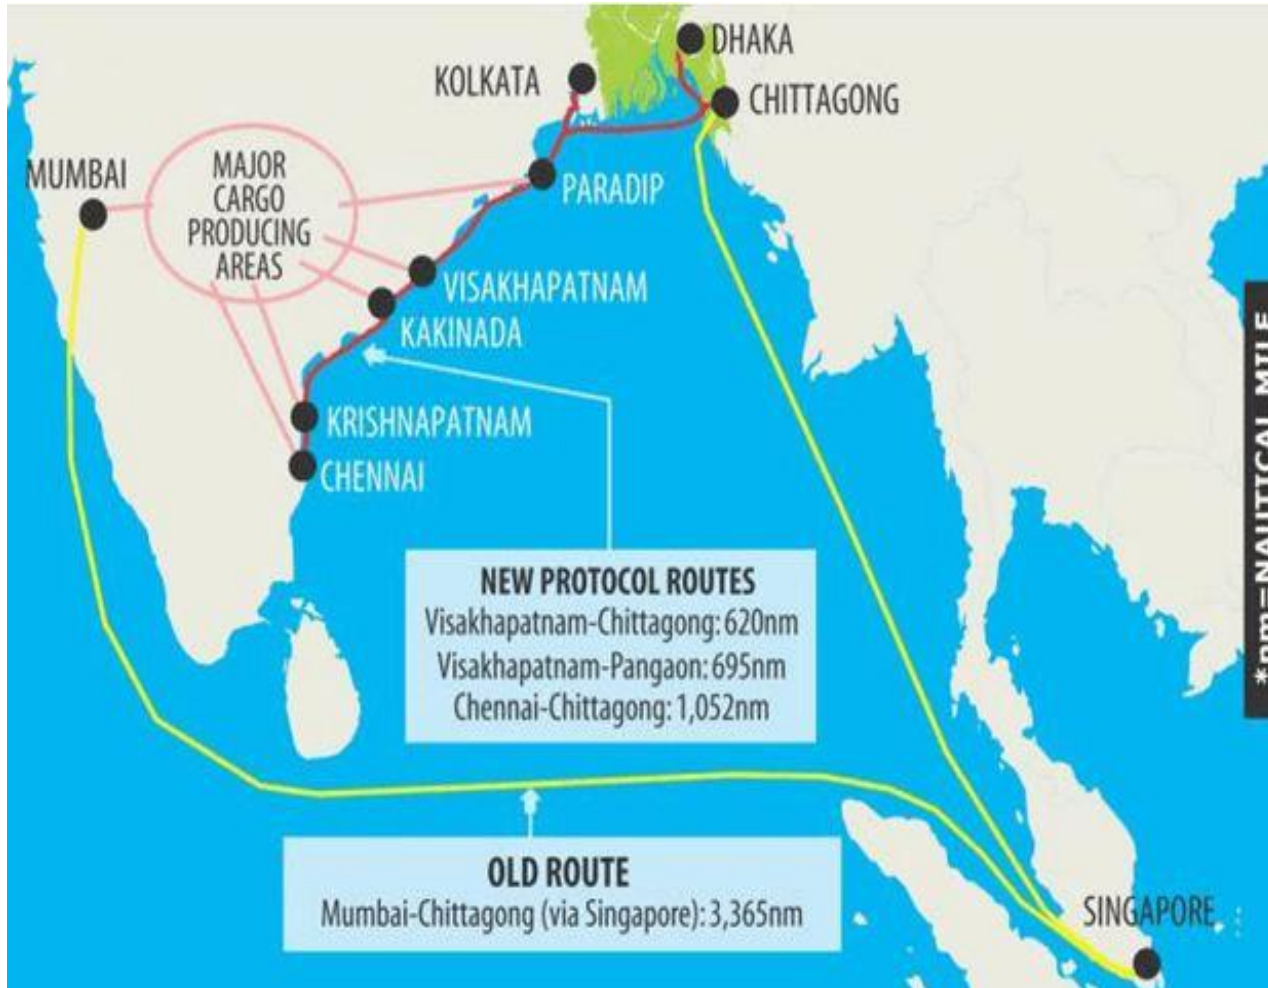 DHAKA
KOLKATA
CHITTAGONG
MUMBAI
MAJOR
CARGO
PRODUCING
AREAS
PARADIP
VISAKHAPATNAM
KAKINADA
KRISHNAPATNAM
CHENNAI
NEW PROTOCOL ROUTES
Visakhapatnam-Chittagong: 620nm
Visakhapatnam-Pangaon: 695nm
Chennai-Chittagong: 1,052nm
OLD ROUTE
Mumbai-Chittagong (via Singapore): 3,365nm
SINGAPORE
*nm=NAUTICAL MILE